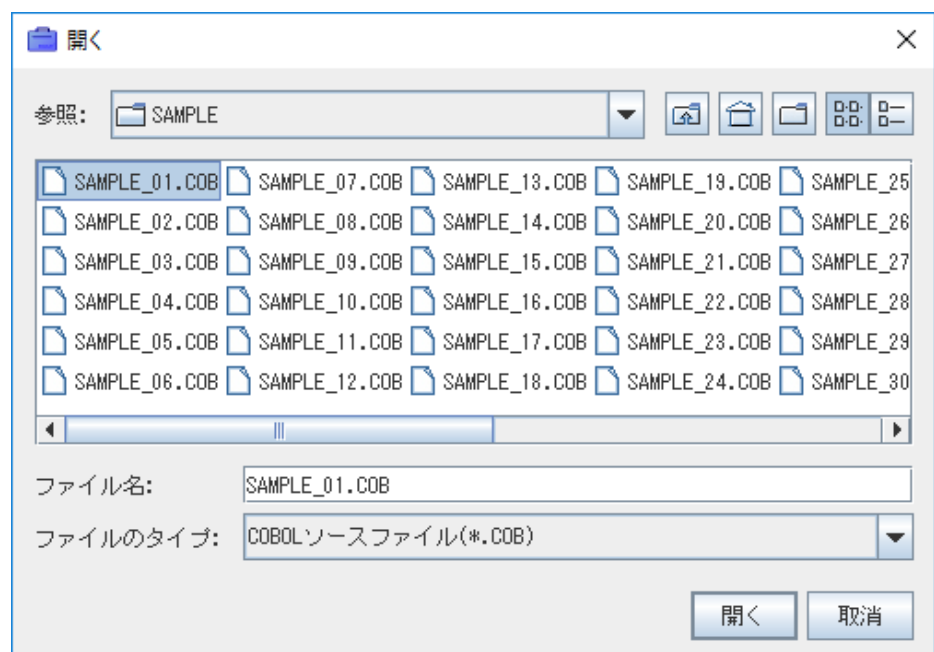 開く
参照: SAMPLE
SAMPLE_01.COB SAMPLE_07.COB SAMPLE_13.COB SAMPLE_19.COB SAMPLE_25
SAMPLE_02.COB SAMPLE_08.COB SAMPLE_14.COB SAMPLE_20.COB SAMPLE_26
SAMPLE_03.COB SAMPLE_09.COB SAMPLE_15.COB SAMPLE_21.COB SAMPLE_27
SAMPLE_04.COB SAMPLE_10.COB SAMPLE_16.COB SAMPLE_22.COB SAMPLE_28
SAMPLE_05.COB SAMPLE_11.COB SAMPLE_17.COB SAMPLE_23.COB SAMPLE_29
SAMPLE_06.COB SAMPLE_12.COB SAMPLE_18.COB SAMPLE_24.COB SAMPLE_30
ファイル名: SAMPLE_01.COB
ファイルのタイプ: COBOLソースファイル(*.COB)
開く 取消